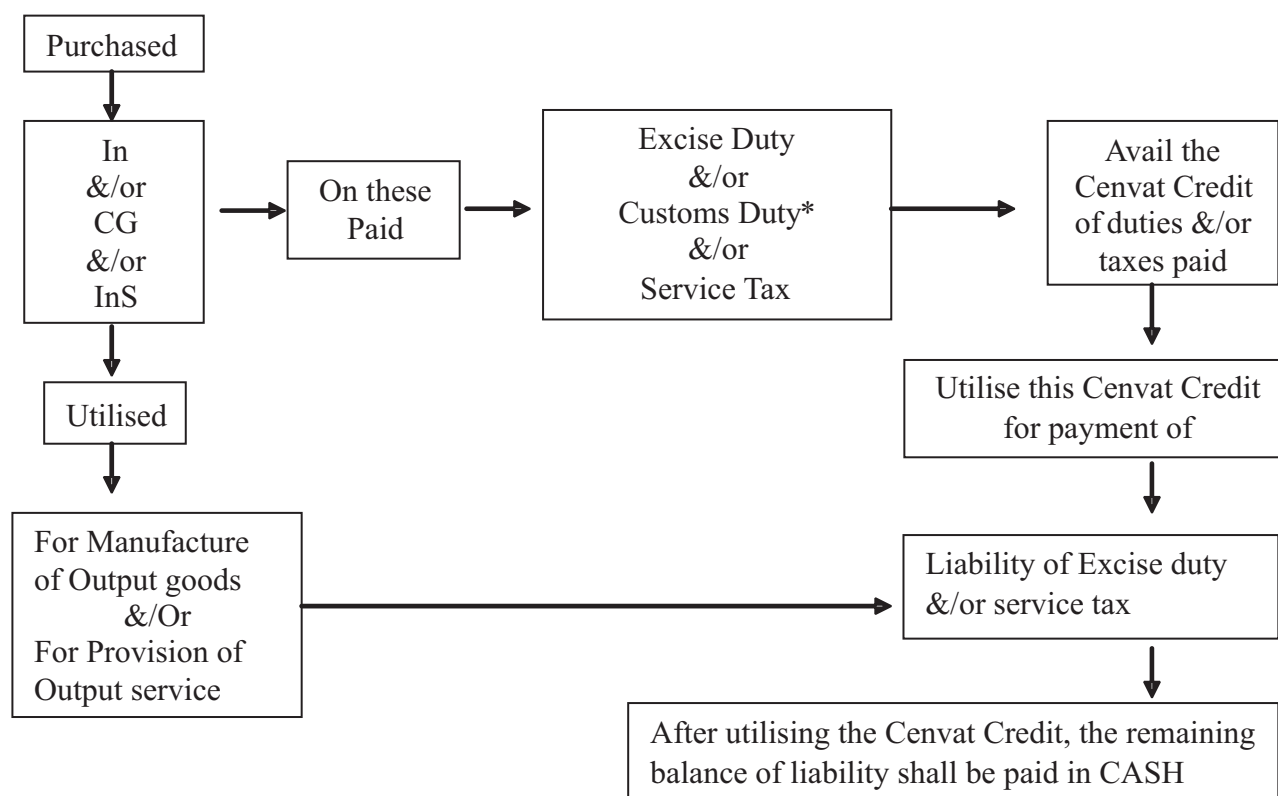 Purchased
In
&/or
CG
&/or
InS
On these
Paid
Excise Duty
&/or
Customs Duty*
&/or
Service Tax
Avail the
Cenvat Credit
of duties &/or
taxes paid
Utilised
Utilise this Cenvat Credit
for payment of
For Manufacture
of Output goods
&/Or
For Provision of
Output service
Liability of Excise duty
&/or service tax
After utilising the Cenvat Credit, the remaining
balance of liability shall be paid in CASH